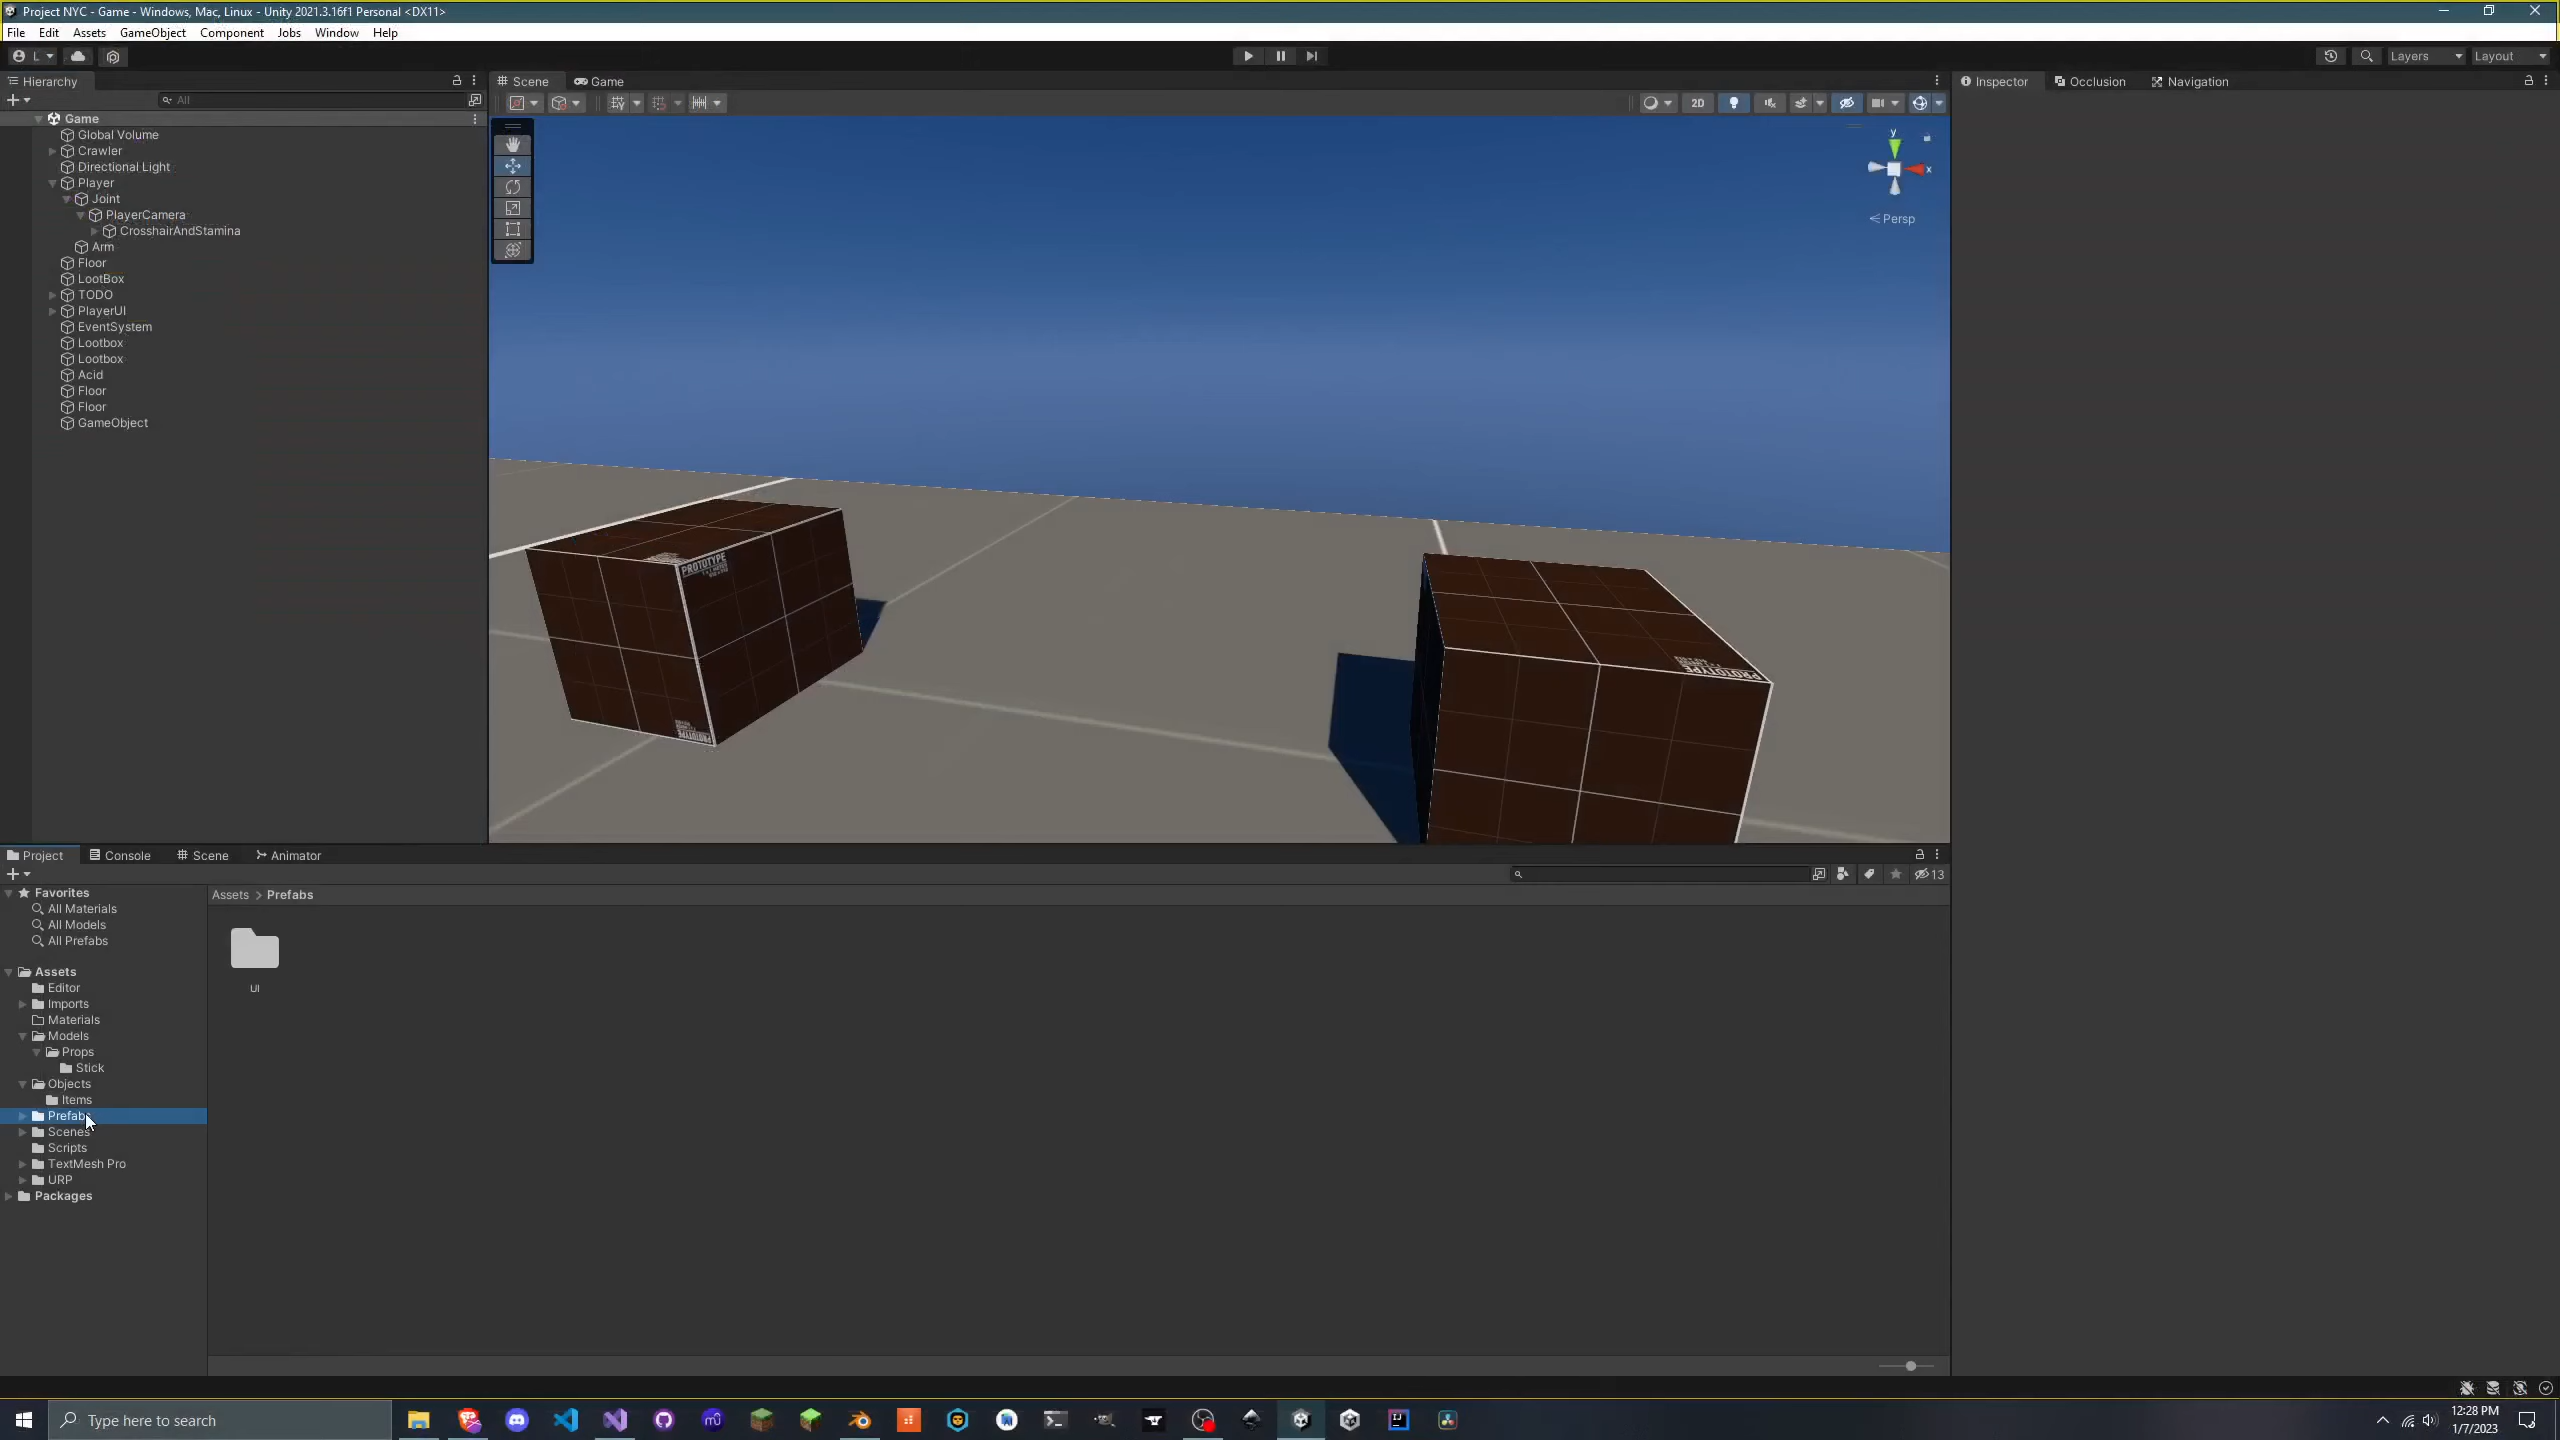 Project NYC - Game - Windows, Mac, Linux - Unity 2021.3.16f1 Personal <DX11>
File Edit Assets GameObject Component Jobs Window Help
L Layers Layout
Hierarchy
All
Game
Global Volume
Crawler
Directional Light
Player
Joint
PlayerCamera
CrosshairAndStamina
Arm
Floor
LootBox
TODO
PlayerUI
EventSystem
Lootbox
Lootbox
Acid
Floor
Floor
GameObject
Scene Game
2D
y
x
Persp
PROTOTYPE
PROTOTYPE
PROTOTYPE
Inspector Occlusion Navigation
Project Console Scene Animator
13
Favorites
All Materials
All Models
All Prefabs
Assets
Editor
Imports
Materials
Models
Props
Stick
Objects
Items
Prefabs
Scenes
Scripts
TextMesh Pro
URP
Packages
Assets > Prefabs
UI
Type here to search
12:28 PM
1/7/2023